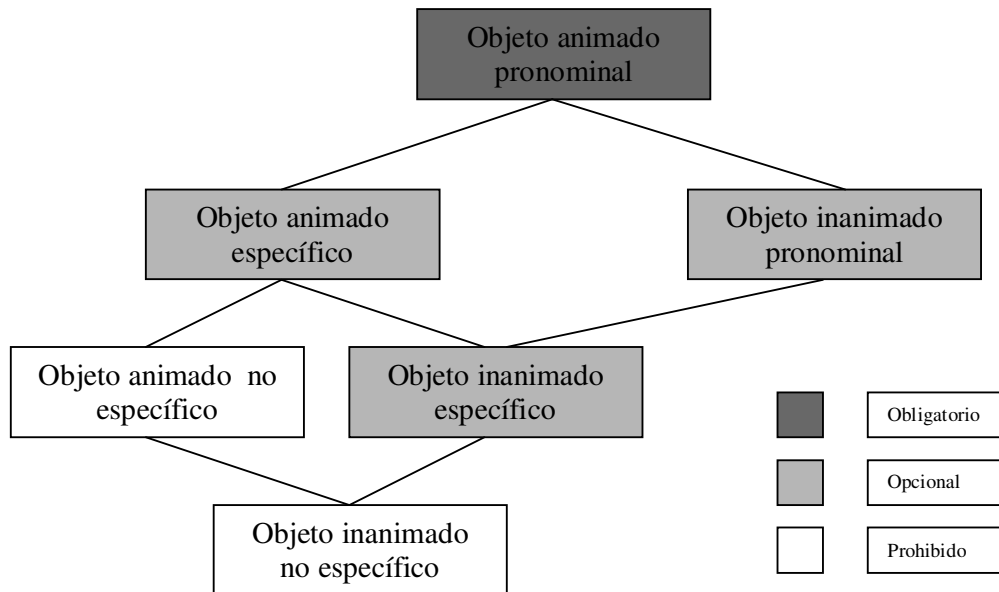 Objeto animado
pronominal
Objeto animado
específico
Objeto inanimado
pronominal
Objeto animado no
específico
Objeto inanimado
específico
Objeto inanimado
no específico
Obligatorio
Opcional
Prohibido